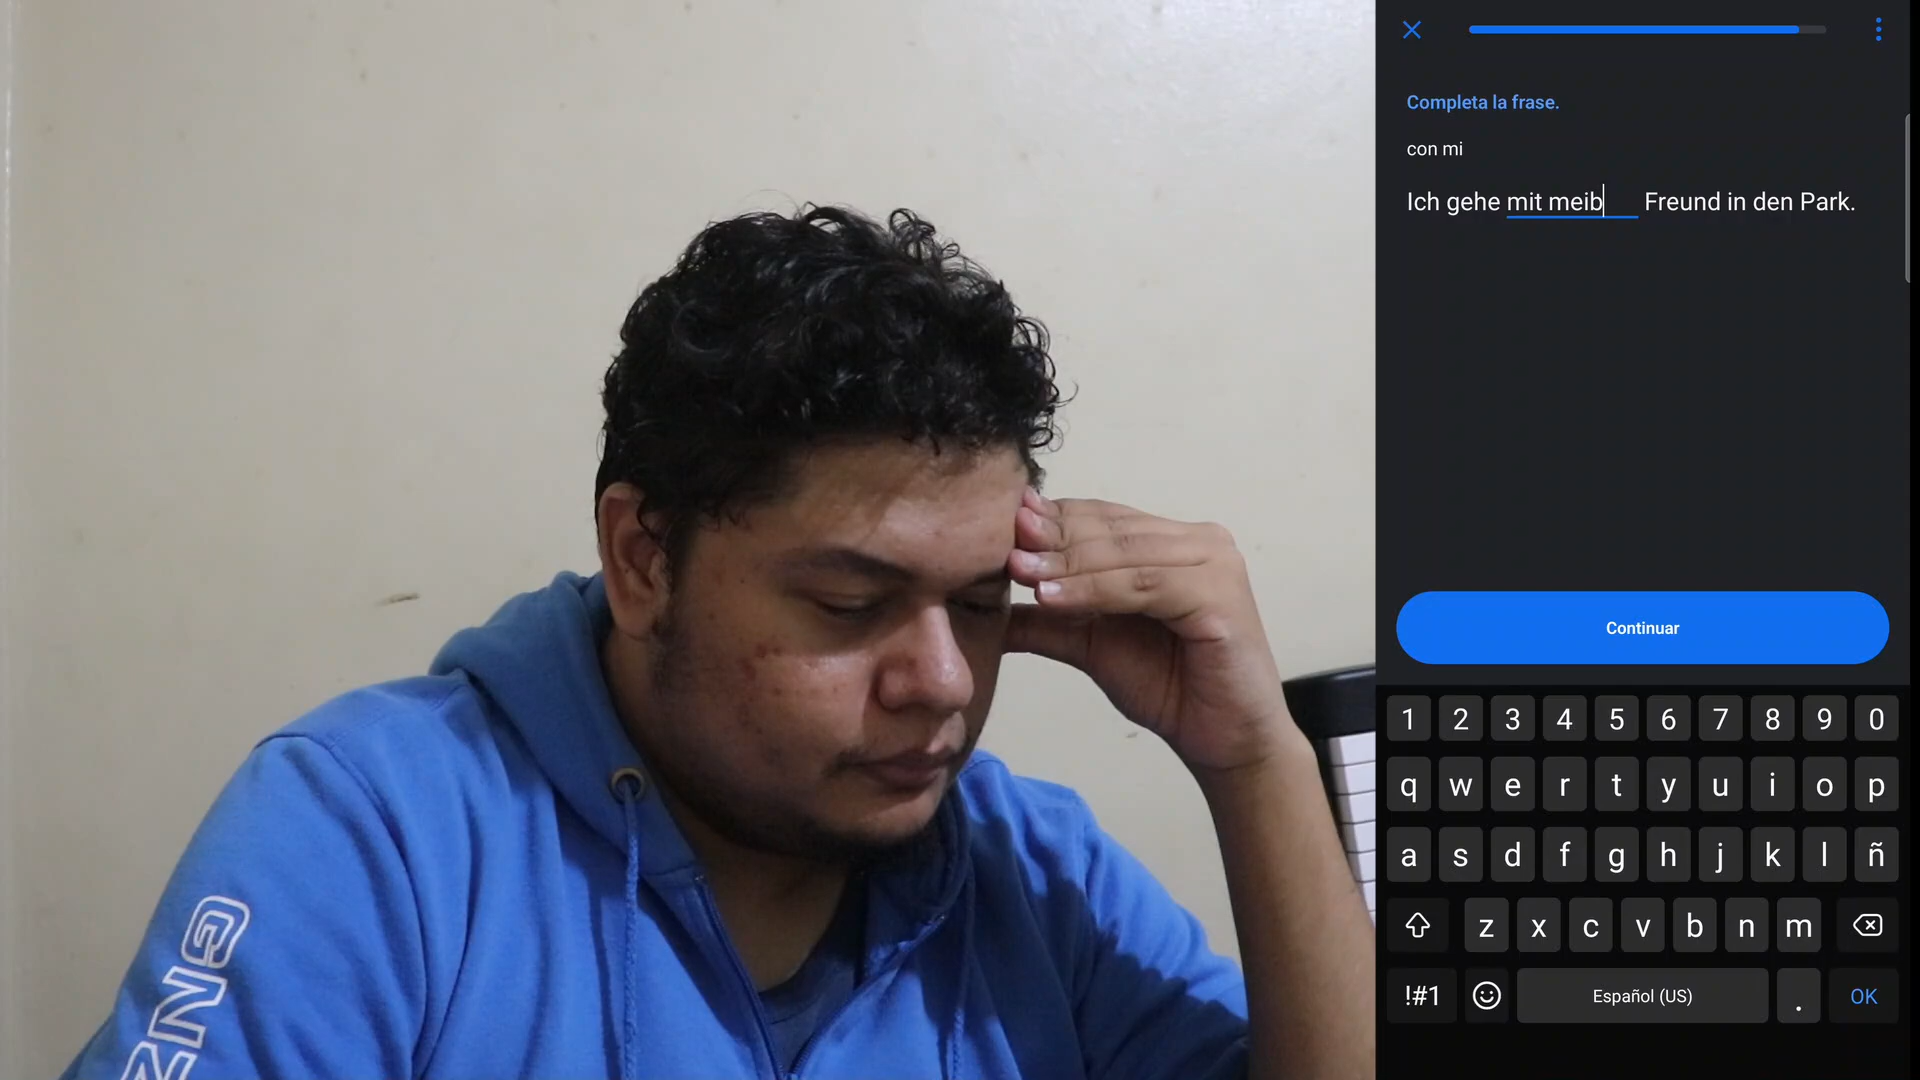 Completa la frase.
con mi
Ich gehe mit meib Freund in den Park.
Continuar
1 2 3 4 5 6 7 8 9 0
q w e r t y u i o p
a s d f g h j k l ñ
z x c v b n m
!#1 Español (US) . OK
GNZ